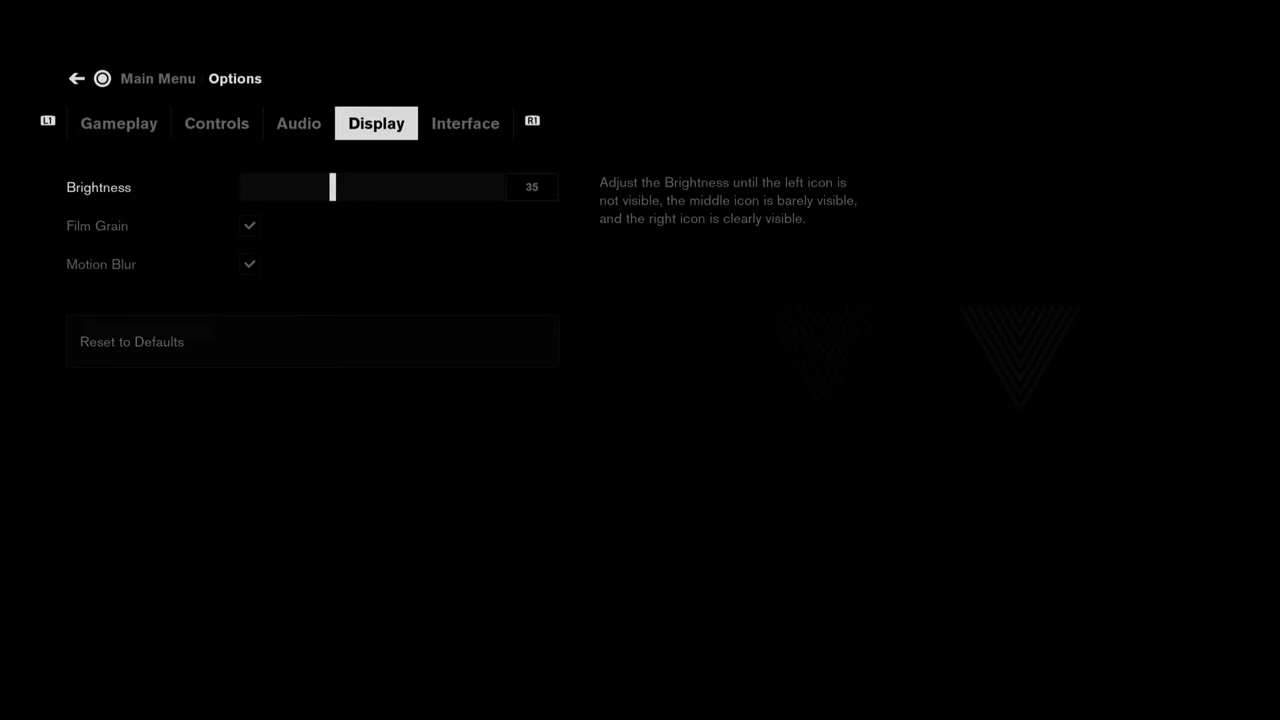 Main Menu Options
L1 Gameplay Controls Audio Display Interface R1
Brightness 35
Film Grain
Motion Blur
Reset to Defaults
Adjust the Brightness until the left icon is
not visible, the middle icon is barely visible,
and the right icon is clearly visible.